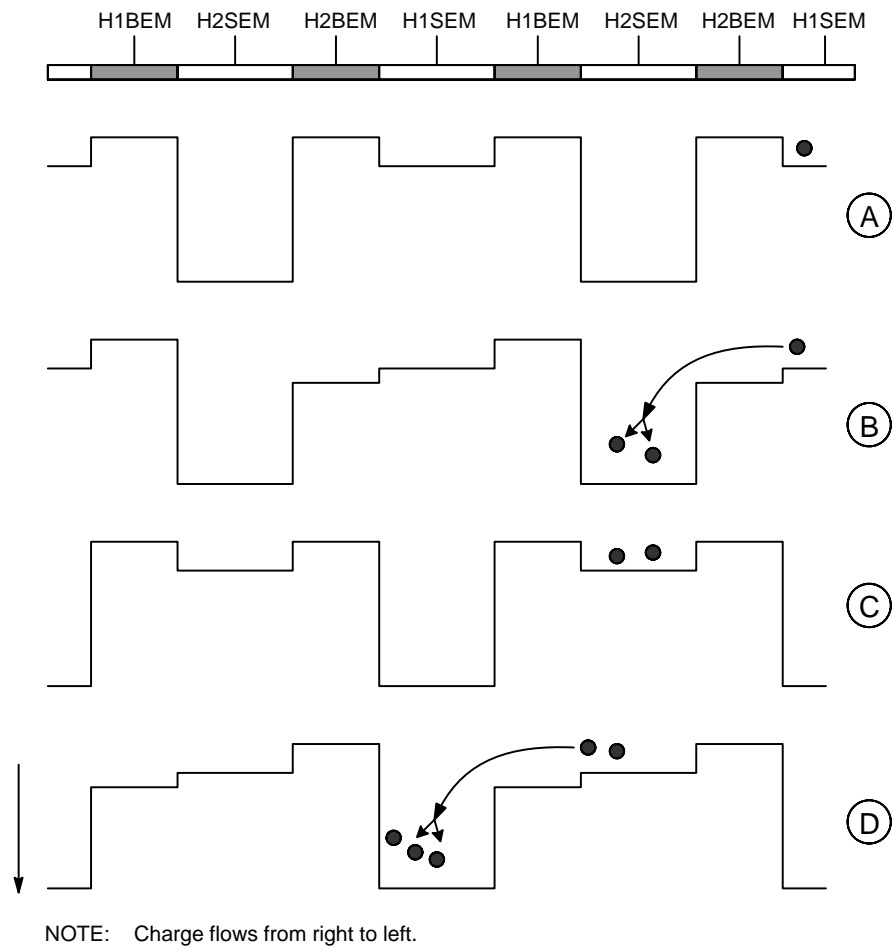 H1BEM H2SEM H2BEM H1SEM H1BEM H2SEM H2BEM H1SEM
A
B
C
D
NOTE: Charge flows from right to left.